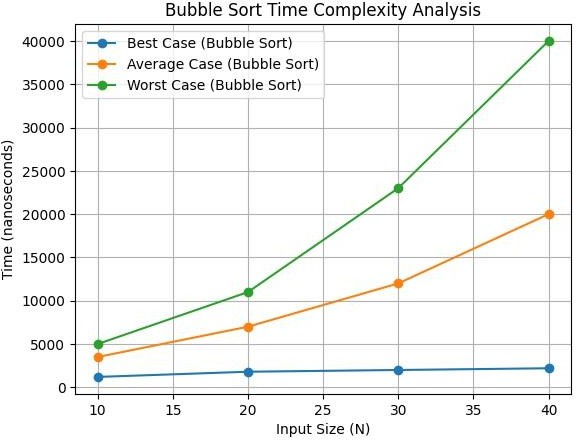 Bubble Sort Time Complexity Analysis
Best Case (Bubble Sort)
Average Case (Bubble Sort)
Worst Case (Bubble Sort)
Time (nanoseconds)
40000
35000
30000
25000
20000
15000
10000
5000
0
10 15 20 25 30 35 40
Input Size (N)